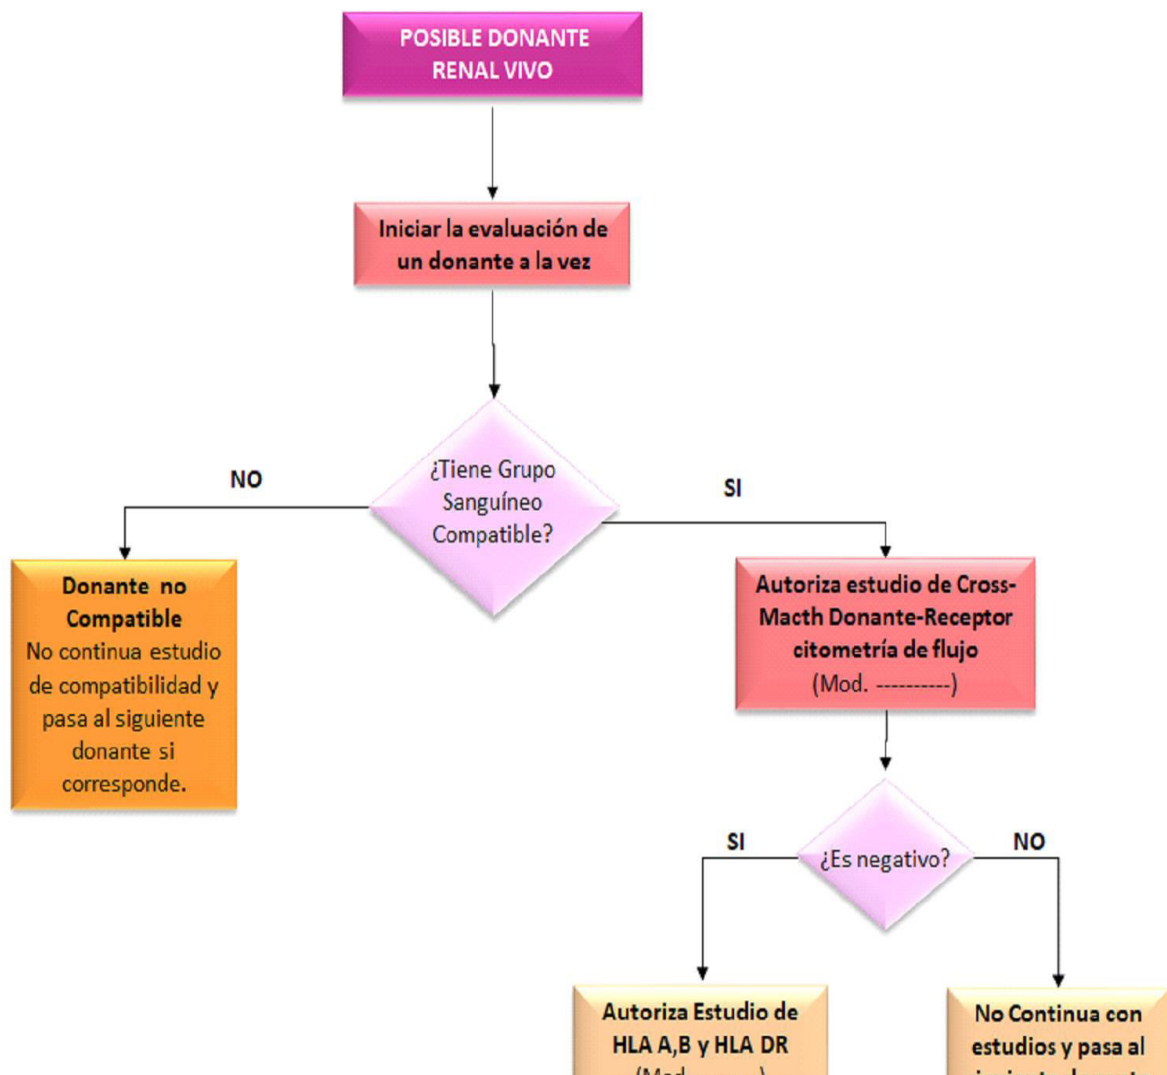 POSIBLE DONANTE
RENAL VIVO
Iniciar la evaluación de
un donante a la vez
¿Tiene Grupo
Sanguíneo
Compatible?
NO
SI
Donante no
Compatible
No continua estudio
de compatibilidad y
pasa al siguiente
donante si
corresponde.
Autoriza estudio de Cross-
Macth Donante-Receptor
citometría de flujo
(Mod. ----------)
¿Es negativo?
SI
NO
Autoriza Estudio de
HLA A,B y HLA DR
No Continua con
estudios y pasa al